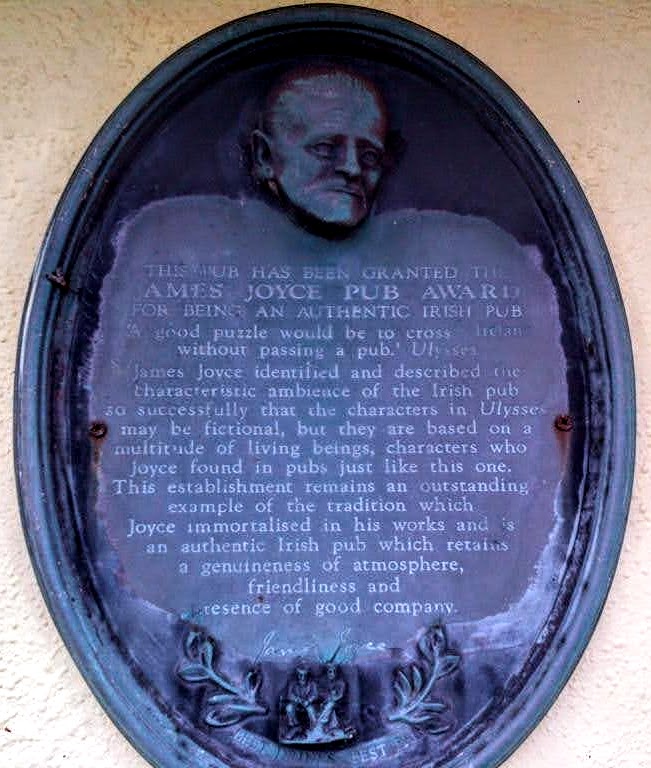 THIS PUB HAS BEEN GRANTED THE
JAMES JOYCE PUB AWARD
FOR BEING AN AUTHENTIC IRISH PUB
'A good puzzle would be to cross Ireland
without passing a pub.' Ulysses
James Joyce identified and described the
characteristic ambience of the Irish pub
so successfully that the characters in Ulysses
may be fictional, but they are based on a
multitude of living beings, characters who
Joyce found in pubs just like this one.
This establishment remains an outstanding
example of the tradition which
Joyce immortalised in his works and is
an authentic Irish pub which retains
a genuineness of atmosphere,
friendliness and
presence of good company.
James Joyce
BEST